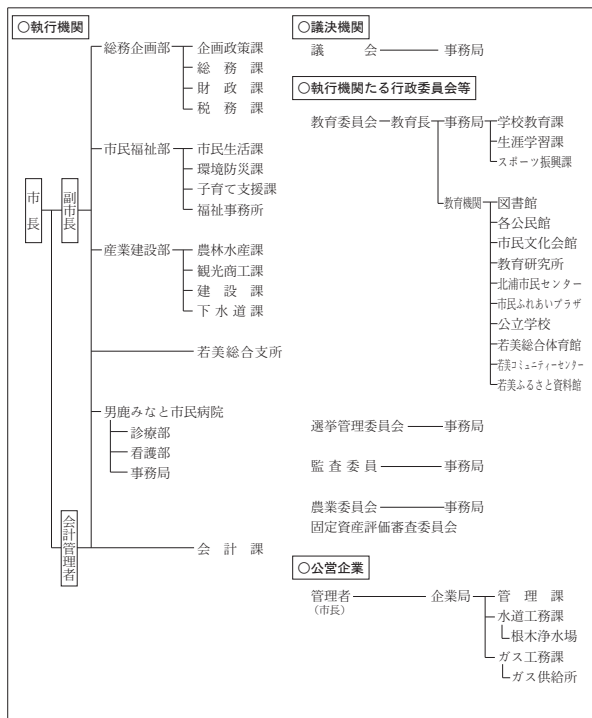 ○執行機関
総務企画部
企画政策課
総務課
財政課
税務課
市民福祉部
市民生活課
環境防災課
子育て支援課
福祉事務所
市長
副市長
産業建設部
農林水産課
観光商工課
建設課
下水道課
若美総合支所
男鹿みなと市民病院
診療部
看護部
事務局
会計管理者
会計課
○議決機関
議会
事務局
○執行機関たる行政委員会等
教育委員会
教育長
事務局
学校教育課
生涯学習課
スポーツ振興課
教育機関
図書館
各公民館
市民文化会館
教育研究所
北浦市民センター
市民ふれあいプラザ
公立学校
若美総合体育館
若美コミュニティーセンター
若美ふるさと資料館
選挙管理委員会
事務局
監査委員
事務局
農業委員会
事務局
固定資産評価審査委員会
○公営企業
管理者
(市長)
企業局
管理課
水道工務課
根木浄水場
ガス工務課
ガス供給所